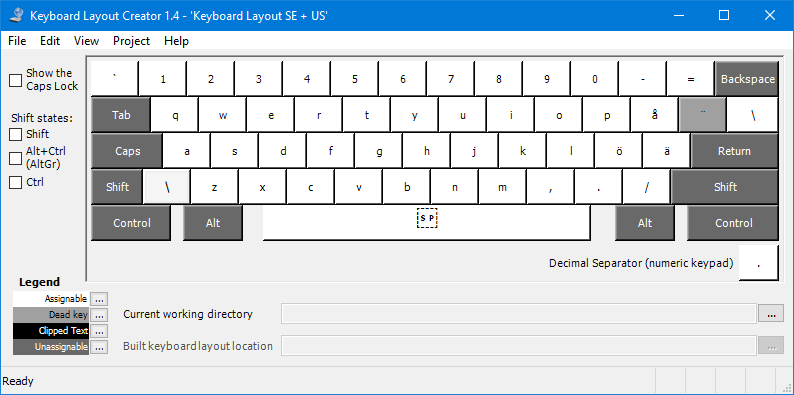 Keyboard Layout Creator 1.4 - 'Keyboard Layout SE + US'
File Edit View Project Help
Show the
Caps Lock
Shift states:
Shift
Alt+Ctrl
(AltGr)
Ctrl
` 1 2 3 4 5 6 7 8 9 0 - = Backspace
Tab q w e r t y u i o p å ¨ \
Caps a s d f g h j k l ö ä Return
Shift \ z x c v b n m , . / Shift
Control Alt SP Alt Control
Decimal Separator (numeric keypad) .
Legend
Assignable ...
Dead key ...
Clipped Text ...
Unassignable ...
Current working directory ...
Built keyboard layout location ...
Ready